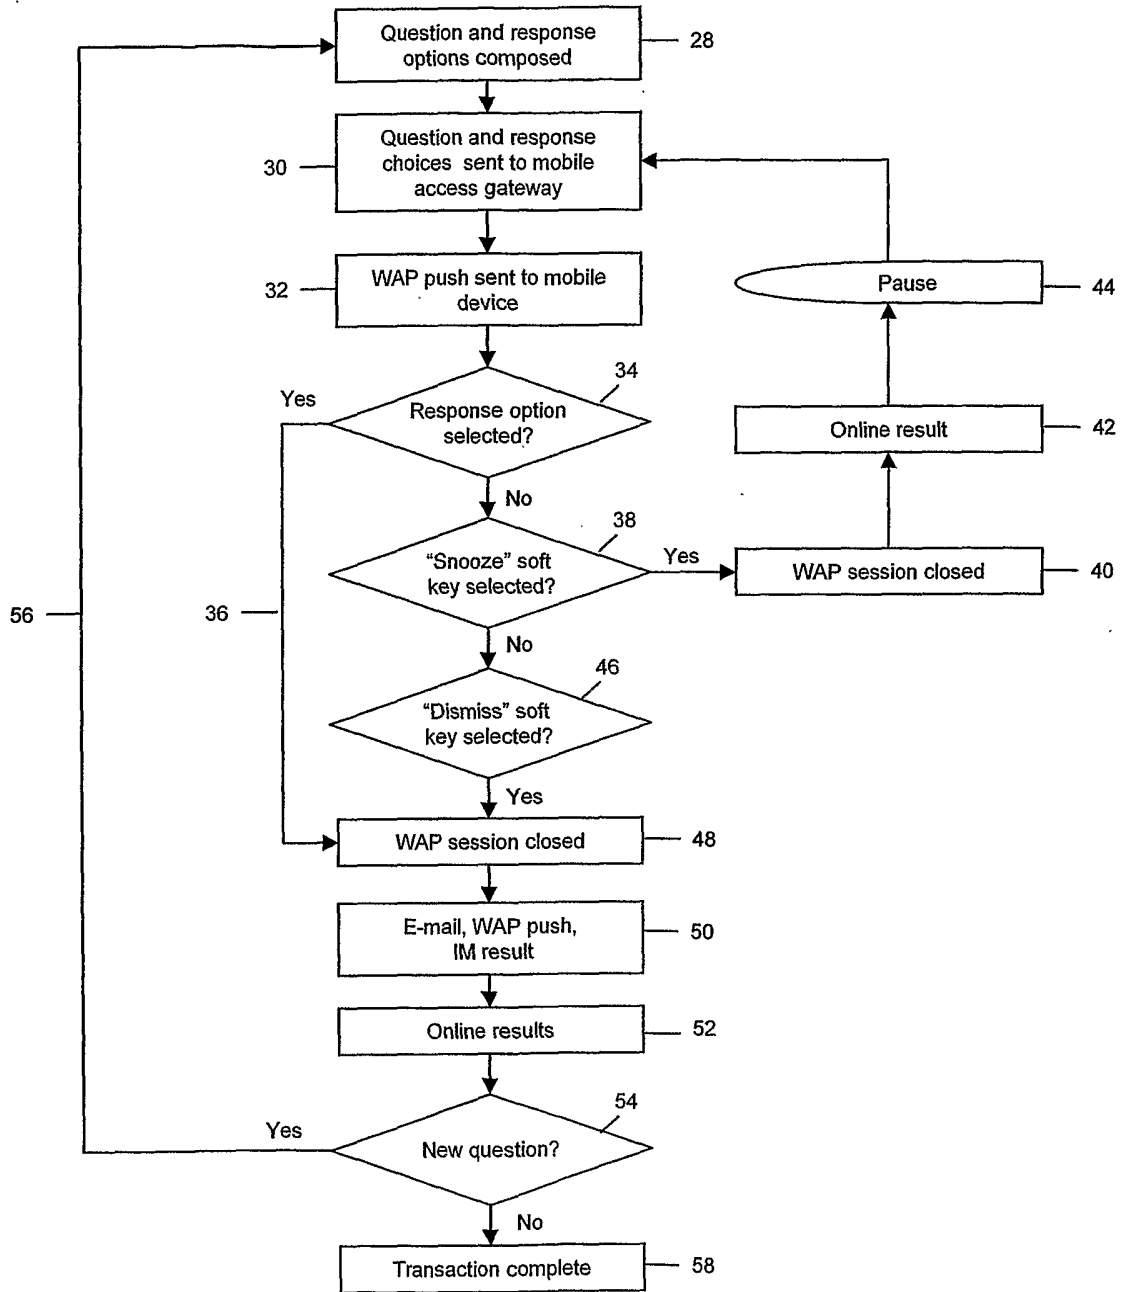 Question and response
options composed
28
Question and response
choices sent to mobile
access gateway
30
WAP push sent to mobile
device
32
Pause
44
34
Yes
Response option
selected?
Online result
42
No
38
"Snooze" soft
key selected?
Yes
WAP session closed
40
56
36
No
46
"Dismiss" soft
key selected?
Yes
WAP session closed
48
E-mail, WAP push,
IM result
50
Online results
52
54
Yes
New question?
No
Transaction complete
58